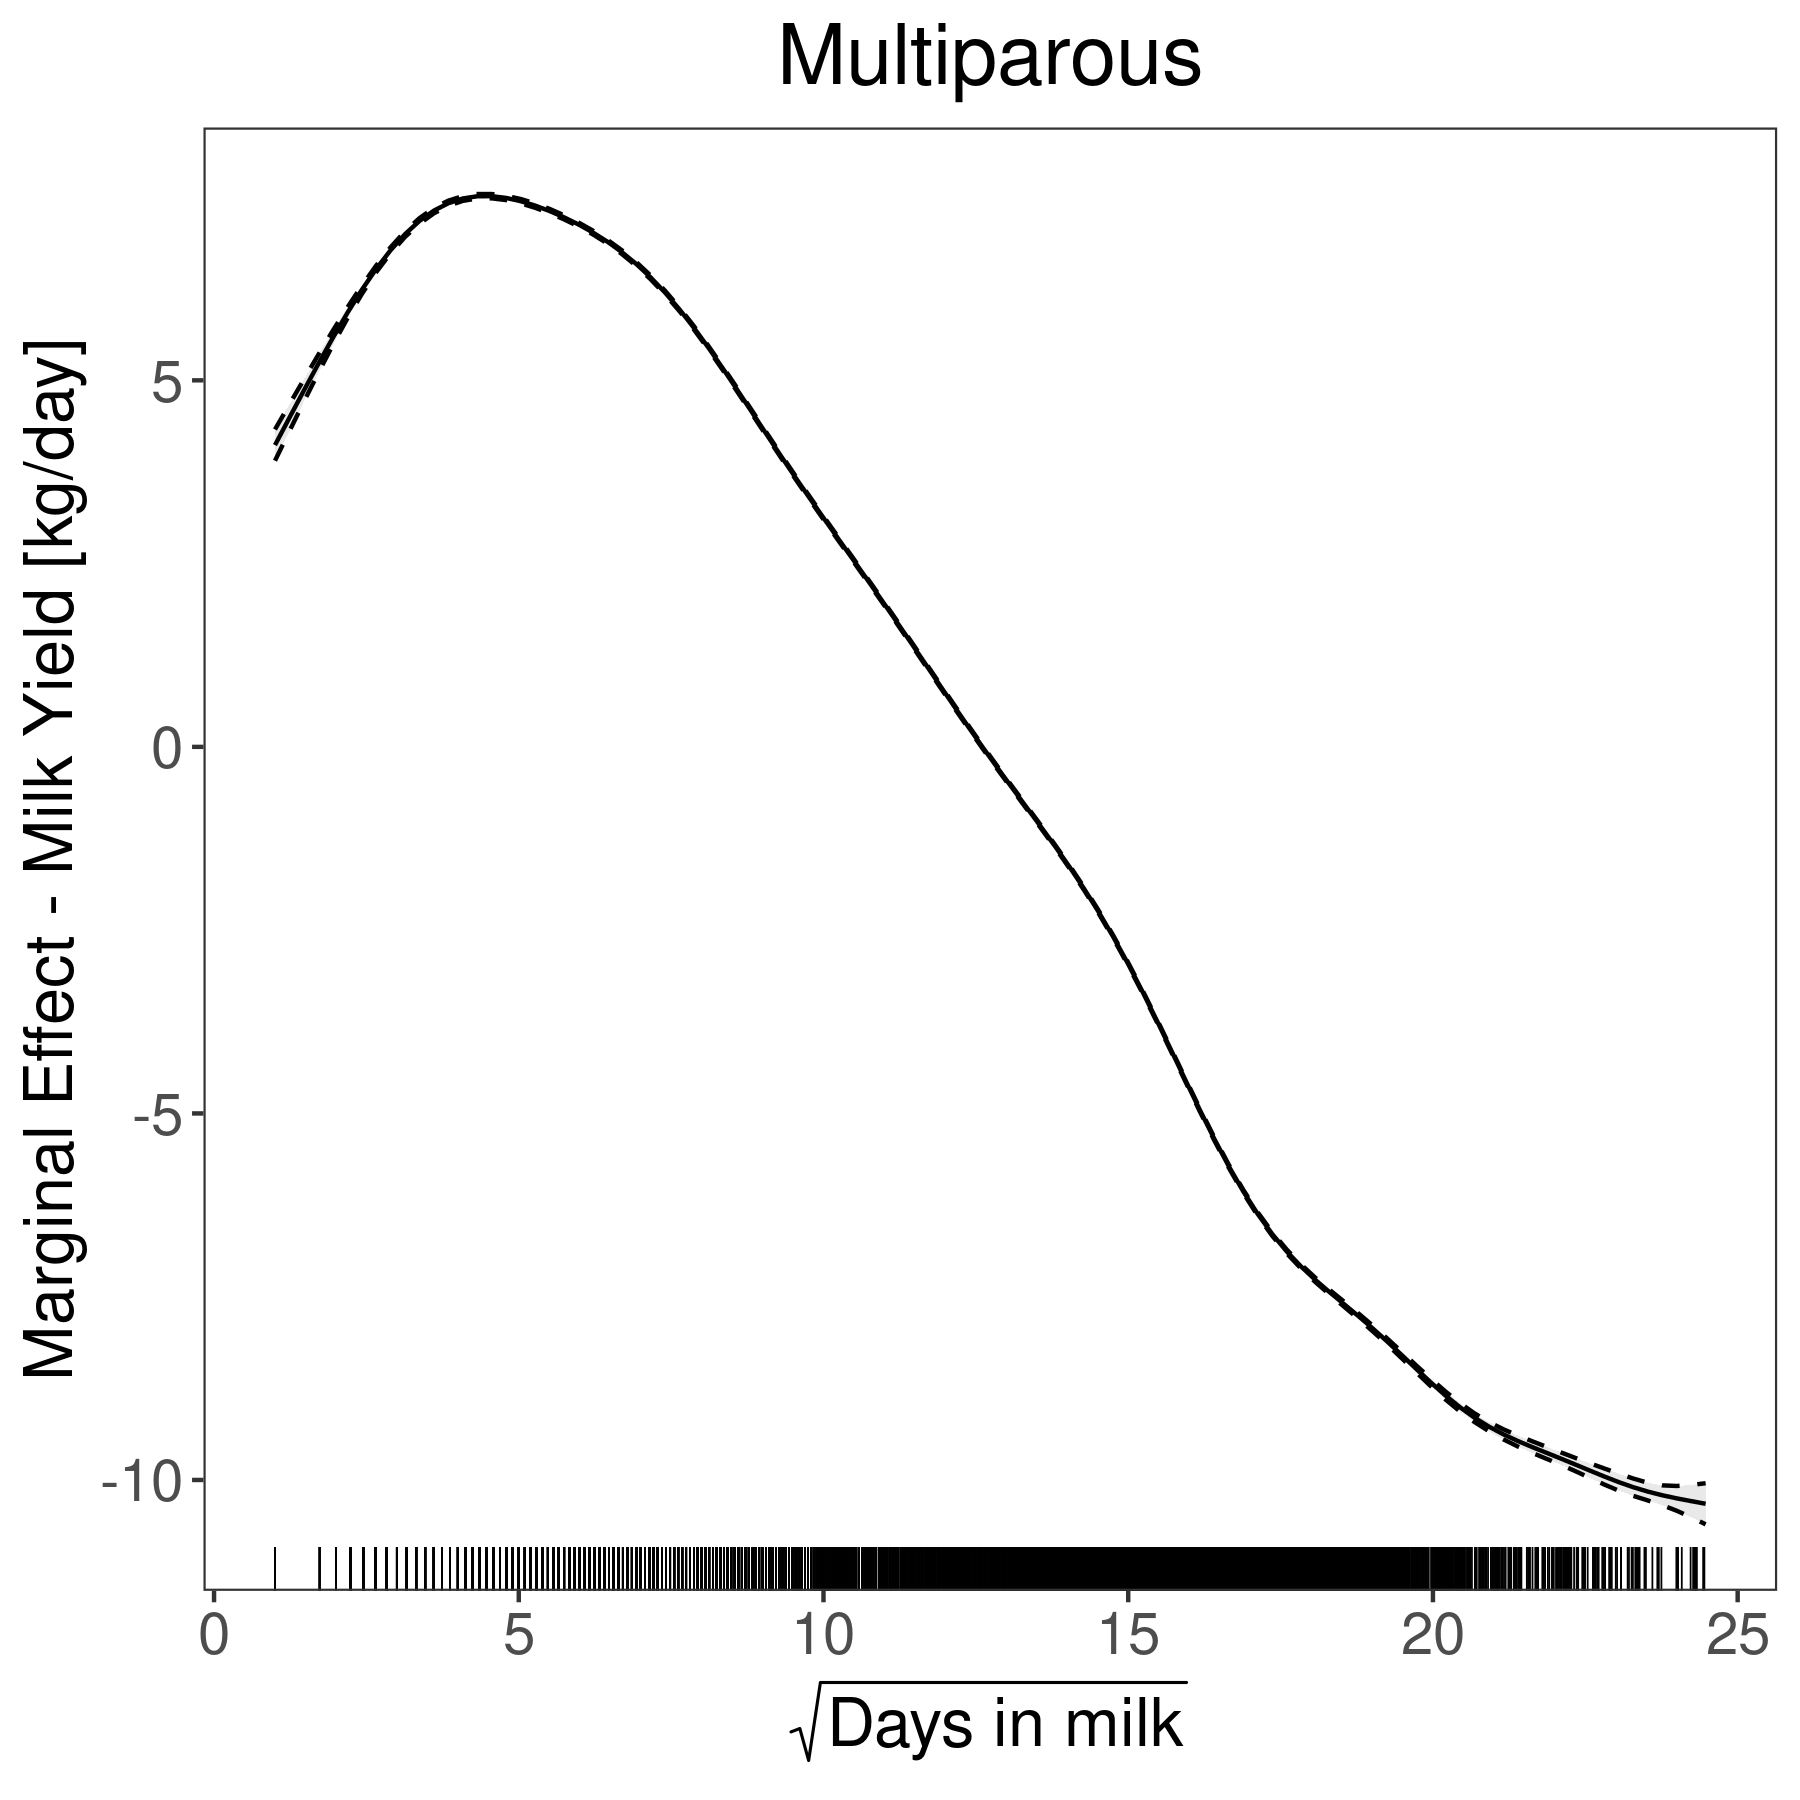 Multiparous
Marginal Effect - Milk Yield [kg/day]
5
0
-5
-10
0 5 10 15 20 25
√Days in milk